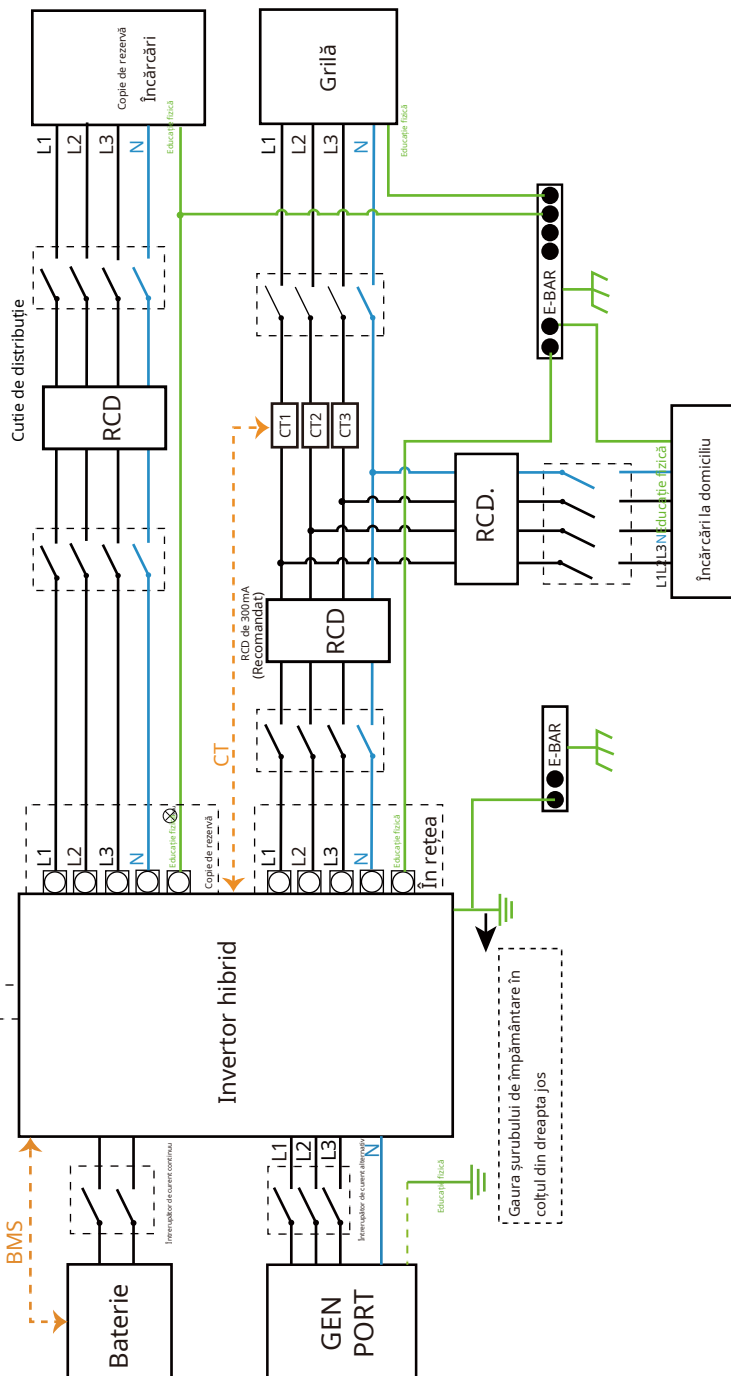 Copie de rezervă
Încărcări
L1
L2
L3
N
Educație fizică
Grilă
L1
L2
L3
N
Educație fizică
Cutie de distribuție
RCD
E-BAR
CT1
CT2
CT3
RCD.
L1L2L3NEducație fizică
Încărcări la domiciliu
RCD de 300mA
(Recomandat)
RCD
CT
E-BAR
L1
L2
L3
N
Educație fizică
Copie de rezervă
L1
L2
L3
N
Educație fizică
În rețea
Invertor hibrid
Gaura șurubului de împământare în
colțul din dreapta jos
BMS
Întrerupător de curent continuu
Baterie
L1
L2
L3
N
Întrerupător de curent alternativ
Educație fizică
GEN
PORT